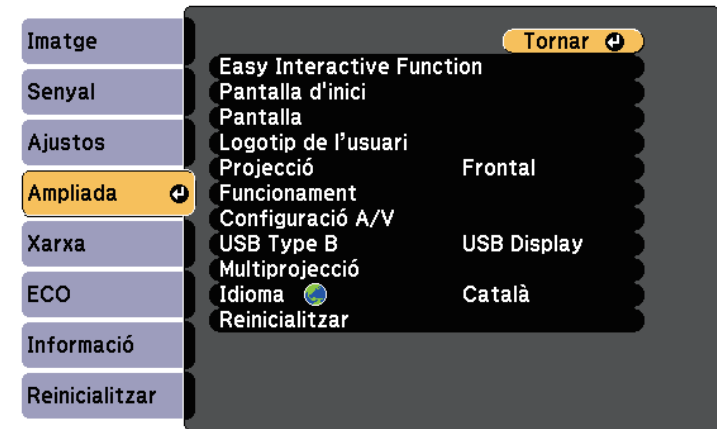 Imatge
Senyal
Ajustos
Ampliada
Xarxa
ECO
Informació
Reinicialitzar
Tornar
Easy Interactive Function
Pantalla d'inici
Pantalla
Logotip de l’usuari
Projecció Frontal
Funcionament
Configuració A/V
USB Type B USB Display
Multiprojecció
Idioma Català
Reinicialitzar